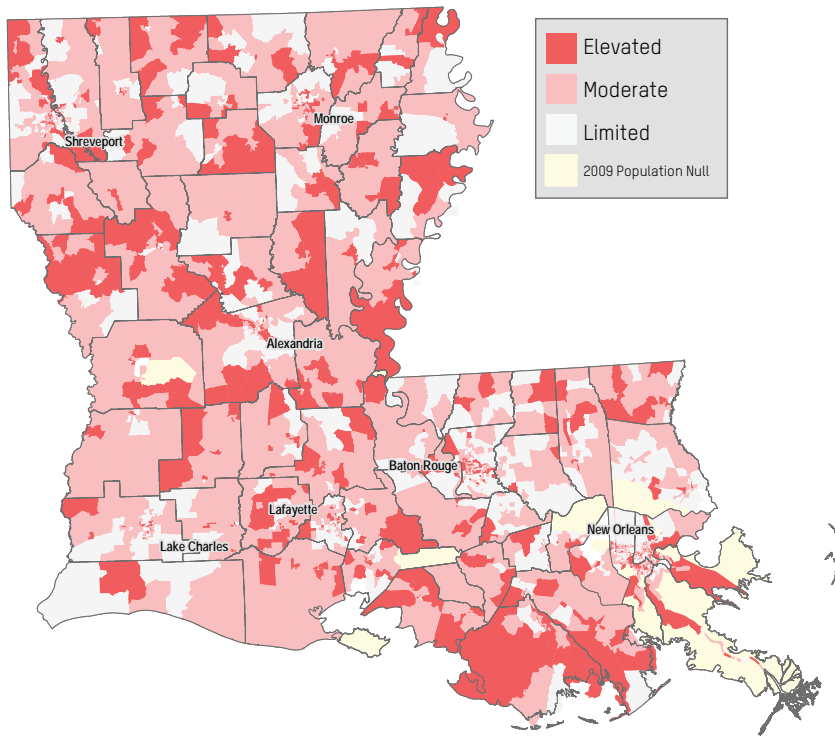 Elevated
Moderate
Limited
2009 Population Null
Monroe
Shreveport
Alexandria
Baton Rouge
Lafayette
New Orleans
Lake Charles